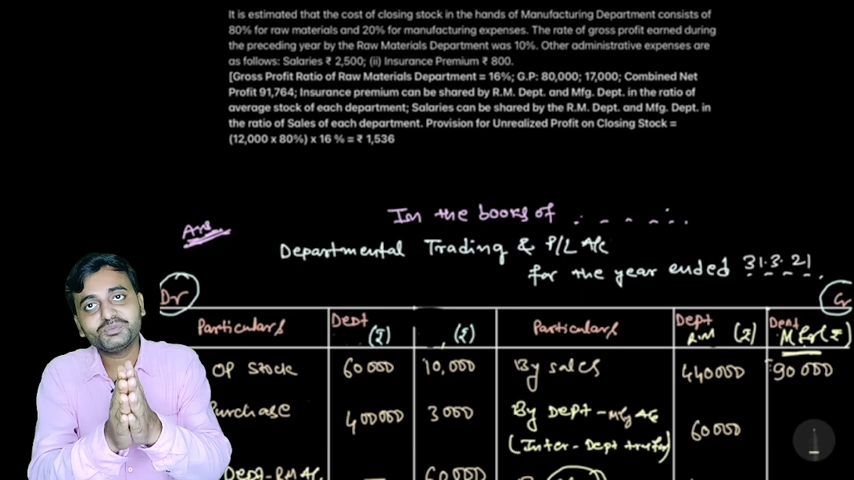 It is estimated that the cost of closing stock in the hands of Manufacturing Department consists of
80% for raw materials and 20% for manufacturing expenses. The rate of gross profit earned during
the preceding year by the Raw Materials Department was 10%. Other administrative expenses are
as follows: Salaries ₹ 2,500; (ii) Insurance Premium ₹ 800.
[Gross Profit Ratio of Raw Materials Department = 16%; G.P: 80,000; 17,000; Combined Net
Profit 91,764; Insurance premium can be shared by R.M. Dept. and Mfg. Dept. in the ratio of
average stock of each department; Salaries can be shared by the R.M. Dept. and Mfg. Dept. in
the ratio of Sales of each department. Provision for Unrealized Profit on Closing Stock =
(12,000 x 80%) x 16 % = ₹ 1,536
Ans
In the books of . - - - - - .
Departmental Trading & P/L A/c
for the year ended 31.3.21.
Dr Cr
Particulars Dept (₹) (₹) Particulars Dept R.M (₹) Dept Mfg (₹)
OP Stock 60000 10,000 By sales 440000 90000
Purchase 400000 3000 By Dept-Mfg A/c 60000
(Inter-Dept trnfer)
Dept-RM A/c — 60000